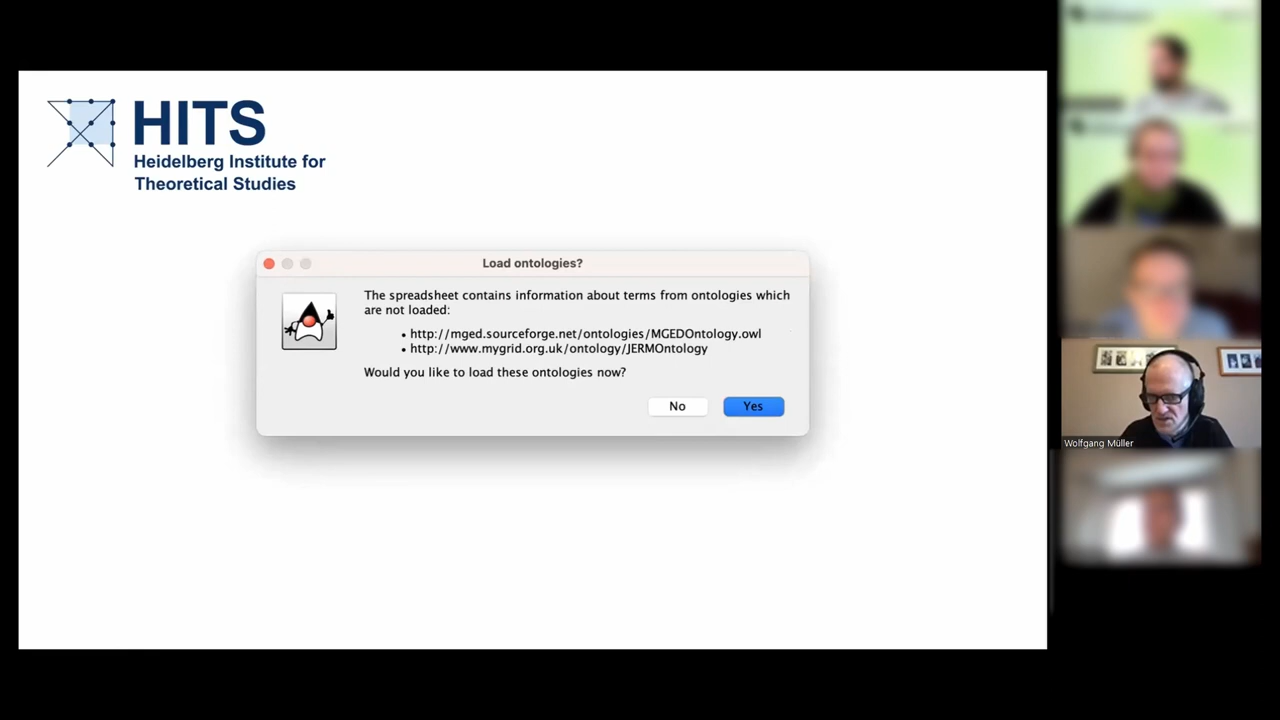 HITS
Heidelberg Institute for
Theoretical Studies
Load ontologies?
The spreadsheet contains information about terms from ontologies which
are not loaded:
• http://mged.sourceforge.net/ontologies/MGEDOntology.owl
• http://www.mygrid.org.uk/ontology/JERMOntology
Would you like to load these ontologies now?
No
Yes
Wolfgang Müller